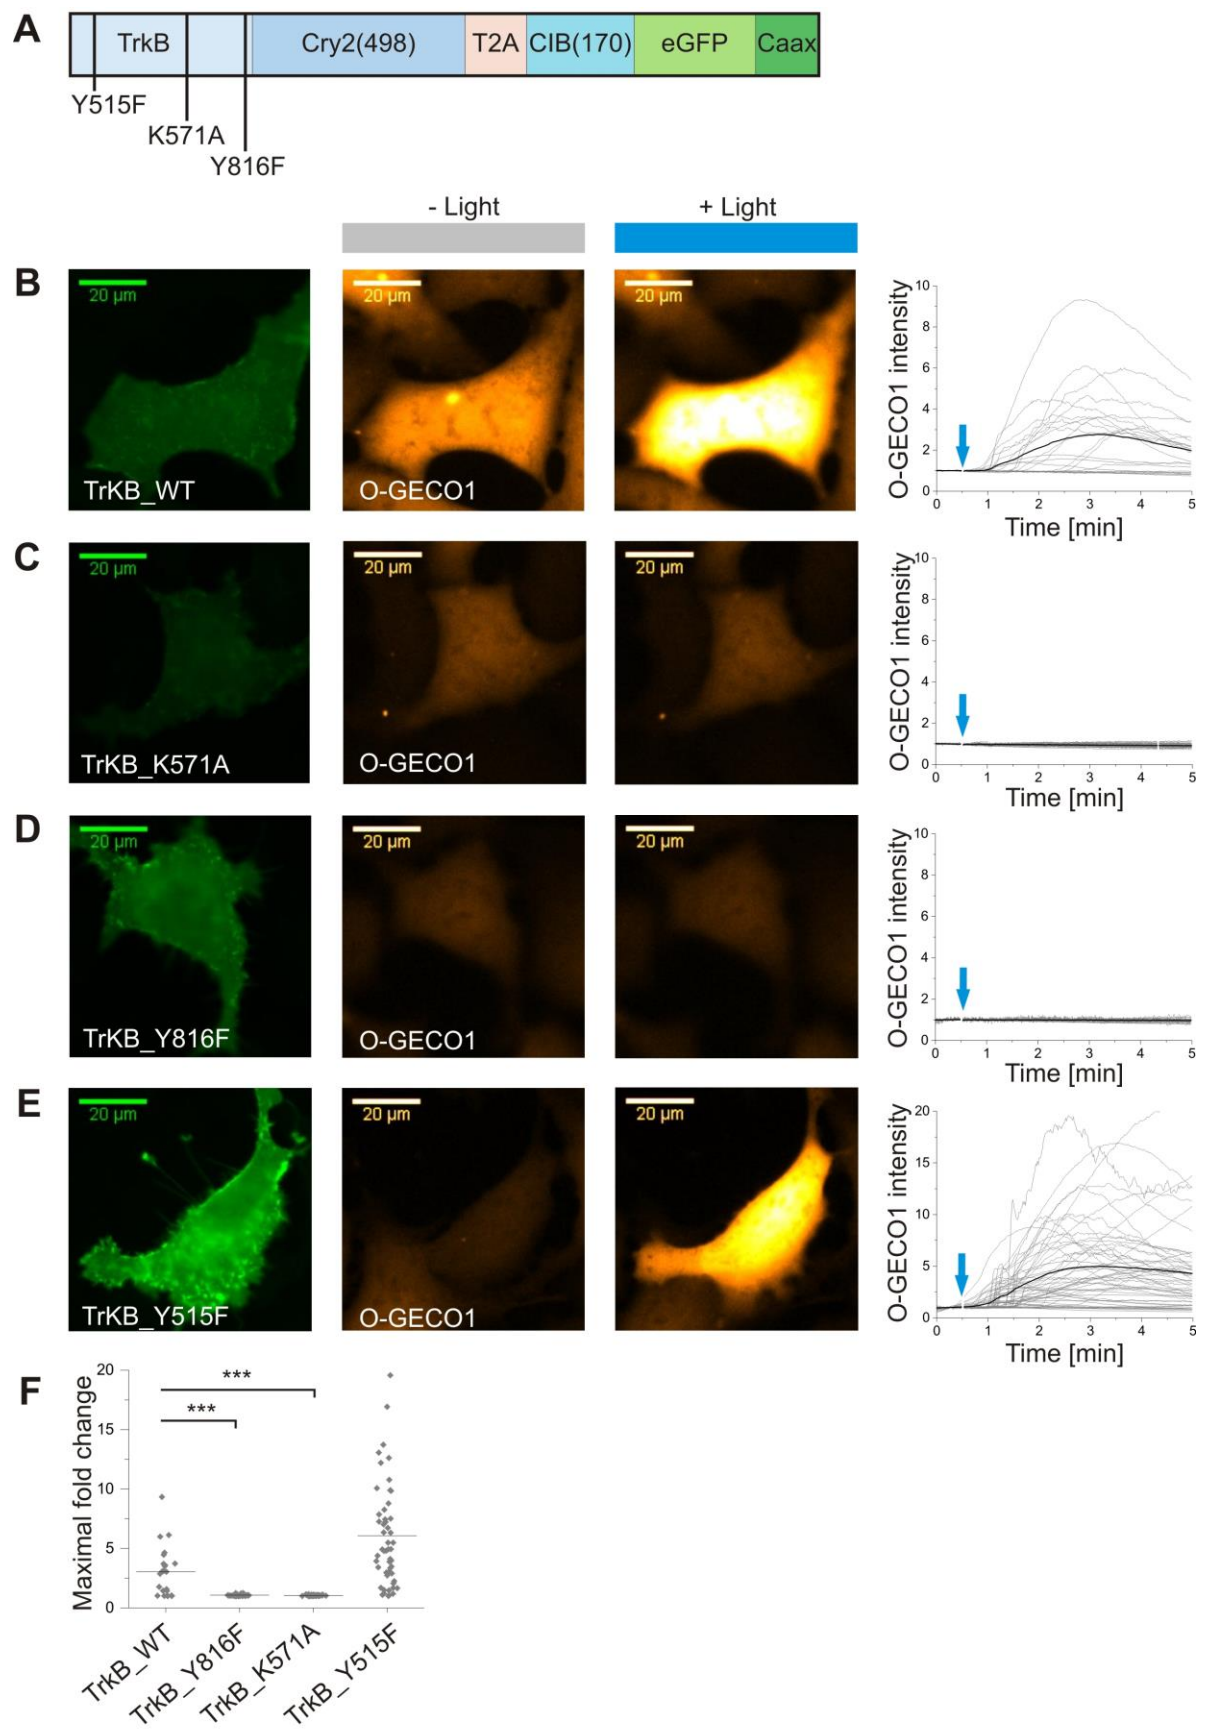 A
TrkB Cry2(498) T2A CIB(170) eGFP Caax
Y515F
K571A
Y816F
- Light + Light
B
20 µm 20 µm 20 µm
TrKB_WT O-GECO1
O-GECO1 intensity
10
8
6
4
2
0
0 1 2 3 4 5
Time [min]
C
20 µm 20 µm 20 µm
TrKB_K571A O-GECO1
O-GECO1 intensity
10
8
6
4
2
0
0 1 2 3 4 5
Time [min]
D
20 µm 20 µm 20 µm
TrKB_Y816F O-GECO1
O-GECO1 intensity
10
8
6
4
2
0
0 1 2 3 4 5
Time [min]
E
20 µm 20 µm 20 µm
TrKB_Y515F O-GECO1
O-GECO1 intensity
20
15
10
5
0
0 1 2 3 4 5
Time [min]
F
Maximal fold change
20
15
10
5
0
***
***
TrkB_WT
TrkB_Y816F
TrkB_K571A
TrkB_Y515F